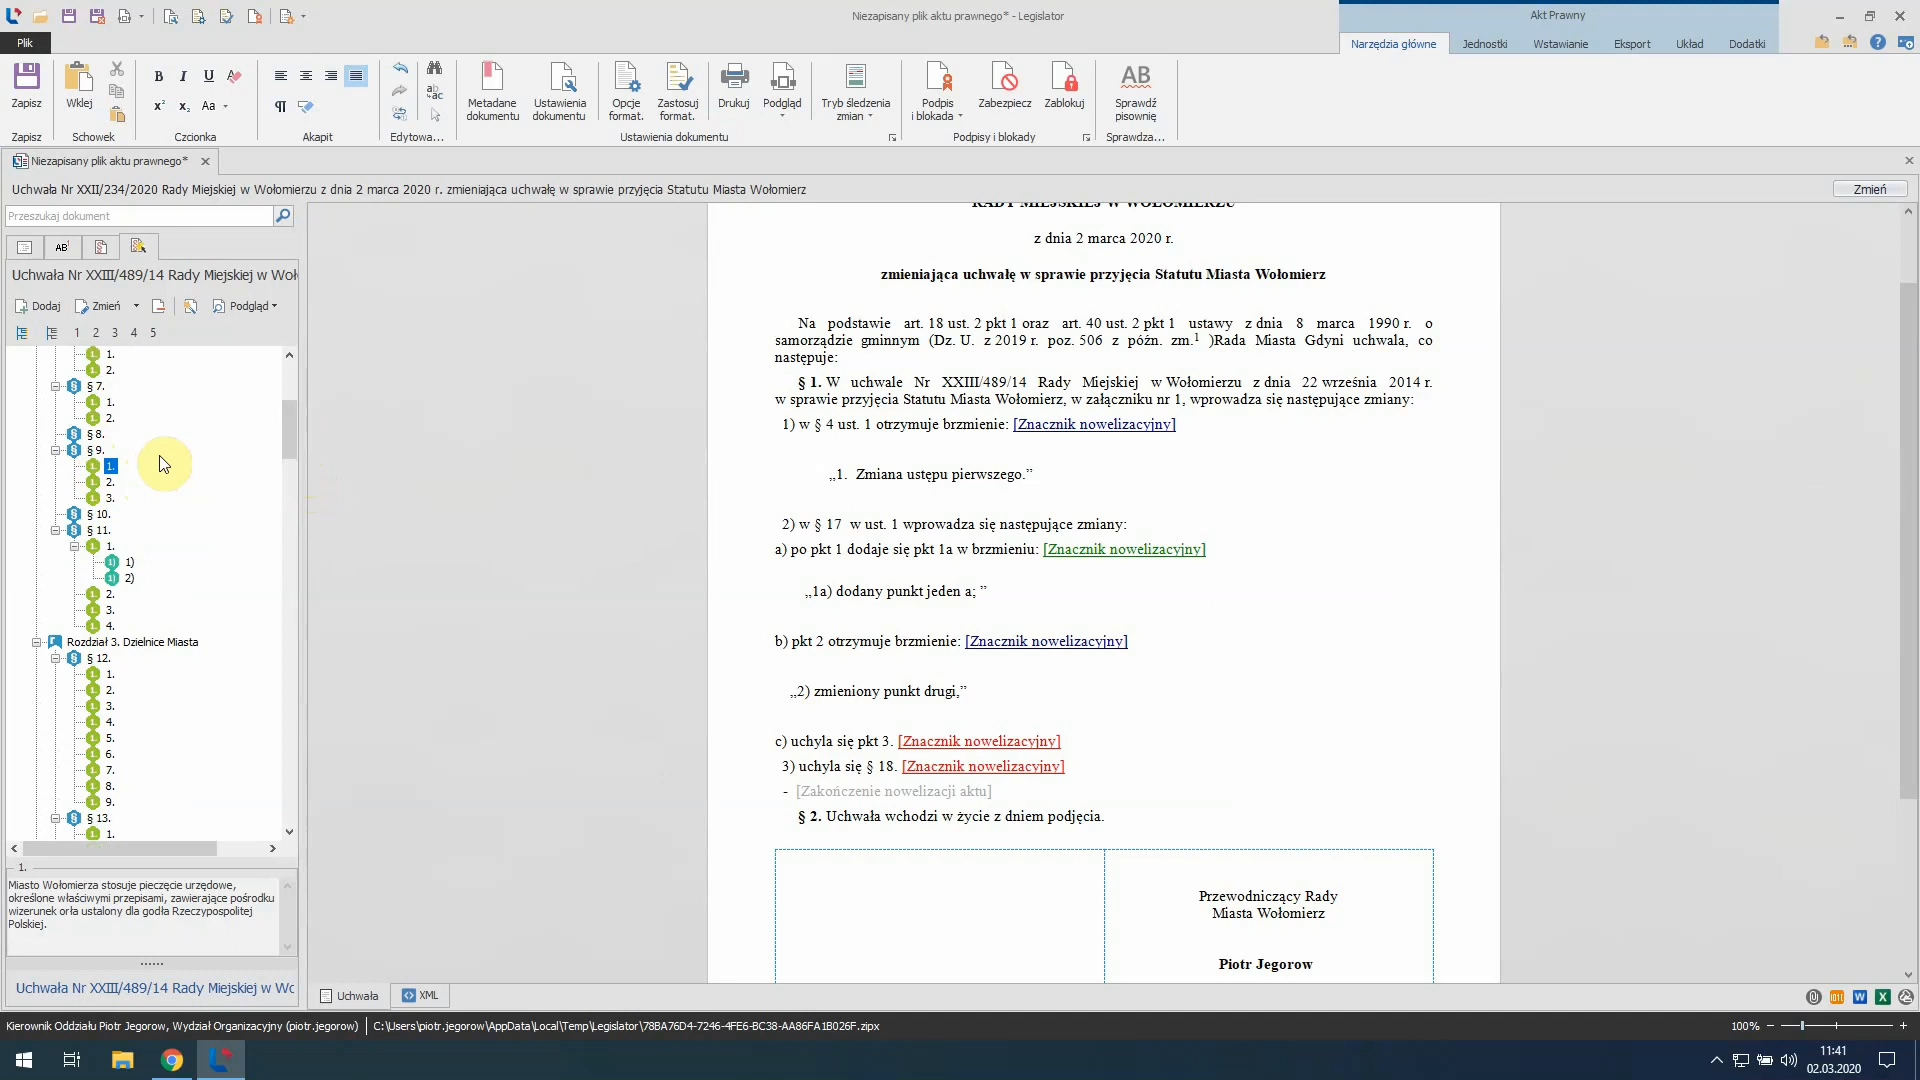 Niezapisany plik aktu prawnego* - Legislator
Akt Prawny
Plik
Narzędzia główne
Jednostki
Wstawianie
Eksport
Układ
Dodatki
Zapisz
Wklej
B I U
x² x₂ Aa
Metadane dokumentu
Ustawienia dokumentu
Opcje format.
Zastosuj format.
Drukuj
Podgląd
Tryb śledzenia zmian
Podpis i blokada
Zabezpiecz
Zablokuj
AB
Sprawdź pisownię
Zapisz
Schowek
Czcionka
Akapit
Edytowa...
Ustawienia dokumentu
Podpisy i blokady
Sprawdza...
Niezapisany plik aktu prawnego*
Uchwała Nr XXII/234/2020 Rady Miejskiej w Wołomierzu z dnia 2 marca 2020 r. zmieniająca uchwałę w sprawie przyjęcia Statutu Miasta Wołomierz
Zmień
Przeszukaj dokument
AB¹
Uchwała Nr XXIII/489/14 Rady Miejskiej w Woł
Dodaj
Zmień
Podgląd
1 2 3 4 5
1.
2.
§ 7.
1.
2.
§ 8.
§ 9.
1.
2.
3.
§ 10.
§ 11.
1.
1)
2)
2.
3.
4.
Rozdział 3. Dzielnice Miasta
§ 12.
1.
2.
3.
4.
5.
6.
7.
8.
9.
§ 13.
1.
1.
Miasto Wołomierza stosuje pieczęcie urzędowe,
określone właściwymi przepisami, zawierające pośrodku
wizerunek orła ustalony dla godła Rzeczypospolitej
Polskiej.
Uchwała Nr XXIII/489/14 Rady Miejskiej w Wo
RADY MIEJSKIEJ W WOŁOMIERZU
z dnia 2 marca 2020 r.
zmieniająca uchwałę w sprawie przyjęcia Statutu Miasta Wołomierz
Na podstawie art. 18 ust. 2 pkt 1 oraz art. 40 ust. 2 pkt 1 ustawy z dnia 8 marca 1990 r. o
samorządzie gminnym (Dz. U. z 2019 r. poz. 506 z późn. zm.¹ )Rada Miasta Gdyni uchwala, co
następuje:
§ 1. W uchwale Nr XXIII/489/14 Rady Miejskiej w Wołomierzu z dnia 22 września 2014 r.
w sprawie przyjęcia Statutu Miasta Wołomierz, w załączniku nr 1, wprowadza się następujące zmiany:
1) w § 4 ust. 1 otrzymuje brzmienie: [Znacznik nowelizacyjny]
„1. Zmiana ustępu pierwszego.”
2) w § 17 w ust. 1 wprowadza się następujące zmiany:
a) po pkt 1 dodaje się pkt 1a w brzmieniu: [Znacznik nowelizacyjny]
„1a) dodany punkt jeden a; ”
b) pkt 2 otrzymuje brzmienie: [Znacznik nowelizacyjny]
„2) zmieniony punkt drugi,”
c) uchyla się pkt 3. [Znacznik nowelizacyjny]
3) uchyla się § 18. [Znacznik nowelizacyjny]
- [Zakończenie nowelizacji aktu]
§ 2. Uchwała wchodzi w życie z dniem podjęcia.
Przewodniczący Rady
Miasta Wołomierz
Piotr Jegorow
Uchwała
XML
Kierownik Oddziału Piotr Jegorow, Wydział Organizacyjny (piotr.jegorow)
C:\Users\piotr.jegorow\AppData\Local\Temp\Legislator\78BA76D4-7246-4FE6-BC38-AA86FA1B026F.zipx
100%
11:41
02.03.2020